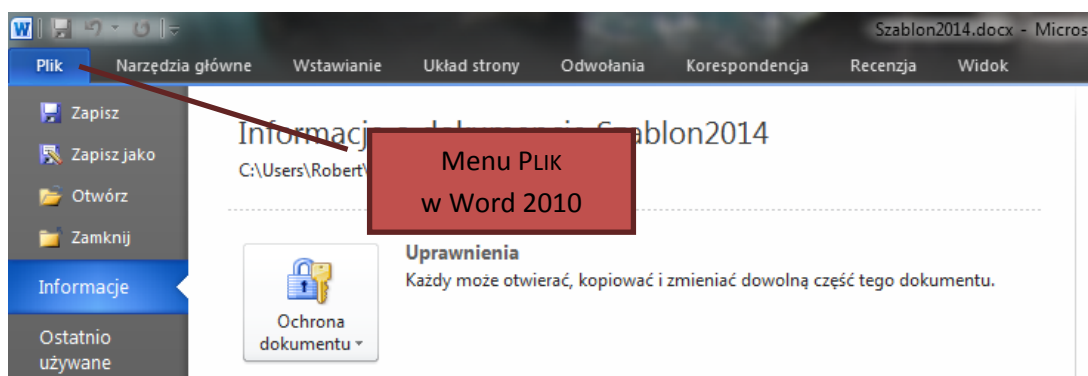 Szablon2014.docx - Micros
Plik Narzędzia główne Wstawianie Układ strony Odwołania Korespondencja Recenzja Widok
Zapisz
Zapisz jako
Otwórz
Zamknij
Informacje
Ostatnio
używane
Informacje Szablon2014
C:\Users\Robert\
Menu PLIK
w Word 2010
Uprawnienia
Każdy może otwierać, kopiować i zmieniać dowolną część tego dokumentu.
Ochrona
dokumentu